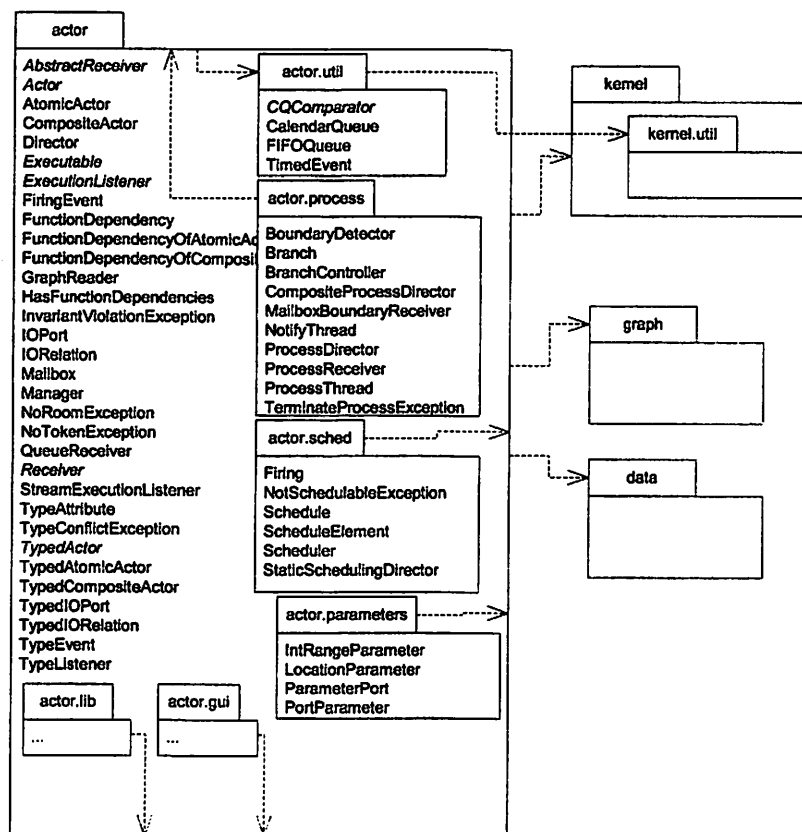 actor
AbstractReceiver
Actor
AtomicActor
CompositeActor
Director
Executable
ExecutionListener
FiringEvent
FunctionDependency
FunctionDependencyOfAtomicAc
FunctionDependencyOfComposit
GraphReader
HasFunctionDependencies
InvariantViolationException
IOPort
IORelation
Mailbox
Manager
NoRoomException
NoTokenException
QueueReceiver
Receiver
StreamExecutionListener
TypeAttribute
TypeConflictException
TypedActor
TypedAtomicActor
TypedCompositeActor
TypedIOPort
TypedIORelation
TypeEvent
TypeListener
actor.lib
...
actor.gui
...
actor.util
CQComparator
CalendarQueue
FIFOQueue
TimedEvent
actor.process
BoundaryDetector
Branch
BranchController
CompositeProcessDirector
MailboxBoundaryReceiver
NotifyThread
ProcessDirector
ProcessReceiver
ProcessThread
TerminateProcessException
actor.sched
Firing
NotSchedulableException
Schedule
ScheduleElement
Scheduler
StaticSchedulingDirector
actor.parameters
IntRangeParameter
LocationParameter
ParameterPort
PortParameter
kernel
kernel.util
graph
data